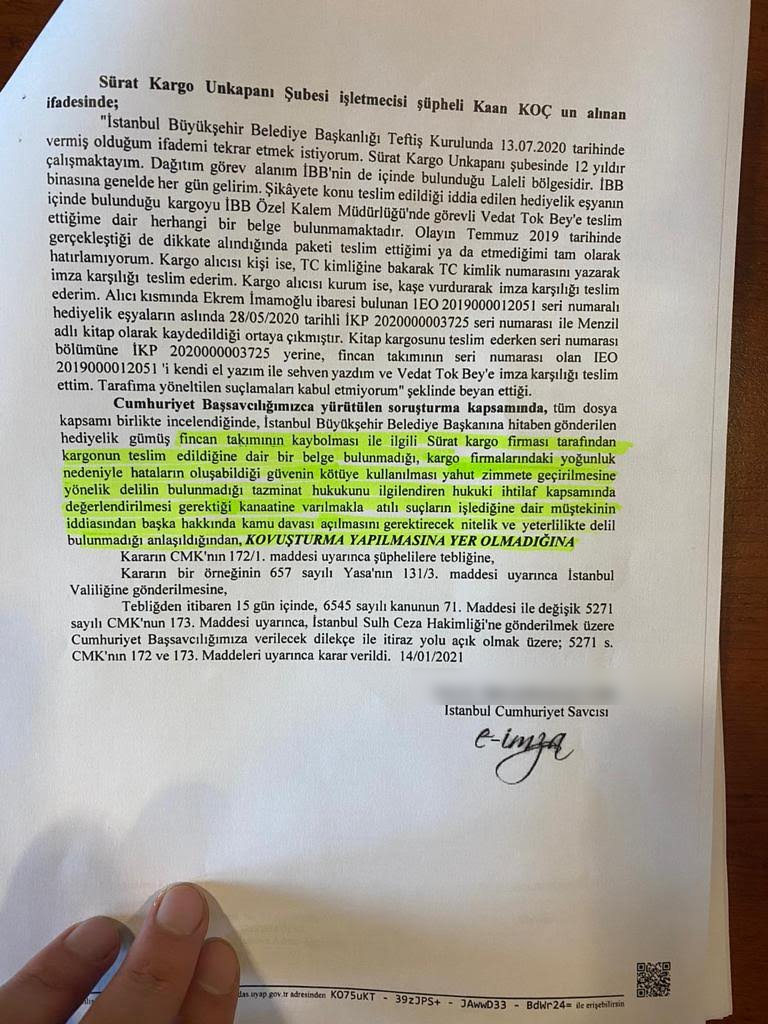 Sürat Kargo Unkapanı Şubesi işletmecisi şüpheli Kaan KOÇ un alınan
ifadesinde;
"İstanbul Büyükşehir Belediye Başkanlığı Teftiş Kurulunda 13.07.2020 tarihinde
vermiş olduğum ifademi tekrar etmek istiyorum. Sürat Kargo Unkapanı şubesinde 12 yıldır
çalışmaktayım. Dağıtım görev alanım İBB'nin de içinde bulunduğu Laleli bölgesidir. İBB
binasına genelde her gün gelirim. Şikâyete konu teslim edildiği iddia edilen hediyelik eşyanın
içinde bulunduğu kargoyu İBB Özel Kalem Müdürlüğü'nde görevli Vedat Tok Bey'e teslim
ettiğime dair herhangi bir belge bulunmamaktadır. Olayın Temmuz 2019 tarihinde
gerçekleştiği de dikkate alındığında paketi teslim ettiğimi ya da etmediğimi tam olarak
hatırlamıyorum. Kargo alıcısı kişi ise, TC kimliğine bakarak TC kimlik numarasını yazarak
imza karşılığı teslim ederim. Kargo alıcısı kurum ise, kaşe vurdurarak imza karşılığı teslim
ederim. Alıcı kısmında Ekrem İmamoğlu ibaresi bulunan IEO 2019000012051 seri numaralı
hediyelik eşyaların aslında 28/05/2020 tarihli İKP 2020000003725 seri numarası ile Menzil
adlı kitap olarak kaydedildiği ortaya çıkmıştır. Kitap kargosunu teslim ederken seri numarası
bölümüne İKP 2020000003725 yerine, fincan takımının seri numarası olan IEO
2019000012051 'i kendi el yazım ile sehven yazdım ve Vedat Tok Bey'e imza karşılığı teslim
ettim. Tarafıma yöneltilen suçlamaları kabul etmiyorum" şeklinde beyan ettiği.
Cumhuriyet Başsavcılığımızca yürütülen soruşturma kapsamında, tüm dosya
kapsamı birlikte incelendiğinde, İstanbul Büyükşehir Belediye Başkanına hitaben gönderilen
hediyelik gümüş fincan takımının kaybolması ile ilgili Sürat kargo firması tarafından
kargonun teslim edildiğine dair bir belge bulunmadığı, kargo firmalarındaki yoğunluk
nedeniyle hataların oluşabildiği güvenin kötüye kullanılması yahut zimmete geçirilmesine
yönelik delilin bulunmadığı tazminat hukukunu ilgilendiren hukuki ihtilaf kapsamında
değerlendirilmesi gerektiği kanaatine varılmakla atılı suçların işlediğine dair müştekinin
iddiasından başka hakkında kamu davası açılmasını gerektirecek nitelik ve yeterlilikte delil
bulunmadığı anlaşıldığından, KOVUŞTURMA YAPILMASINA YER OLMADIĞINA
Kararın CMK'nın 172/1. maddesi uyarınca şüphelilere tebliğine,
Kararın bir örneğinin 657 sayılı Yasa'nın 131/3. maddesi uyarınca İstanbul
Valiliğine gönderilmesine,
Tebliğden itibaren 15 gün içinde, 6545 sayılı kanunun 71. Maddesi ile değişik 5271
sayılı CMK'nun 173. Maddesi uyarınca, İstanbul Sulh Ceza Hakimliği'ne gönderilmek üzere
Cumhuriyet Başsavcılığımıza verilecek dilekçe ile itiraz yolu açık olmak üzere; 5271 s.
CMK'nın 172 ve 173. Maddeleri uyarınca karar verildi. 14/01/2021
İstanbul Cumhuriyet Savcısı
e-imza
das.uyap.gov.tr adresinden KO75uKT - 39zJPS+ - JAwwD33 - BdWr24= ile erişebilirsin